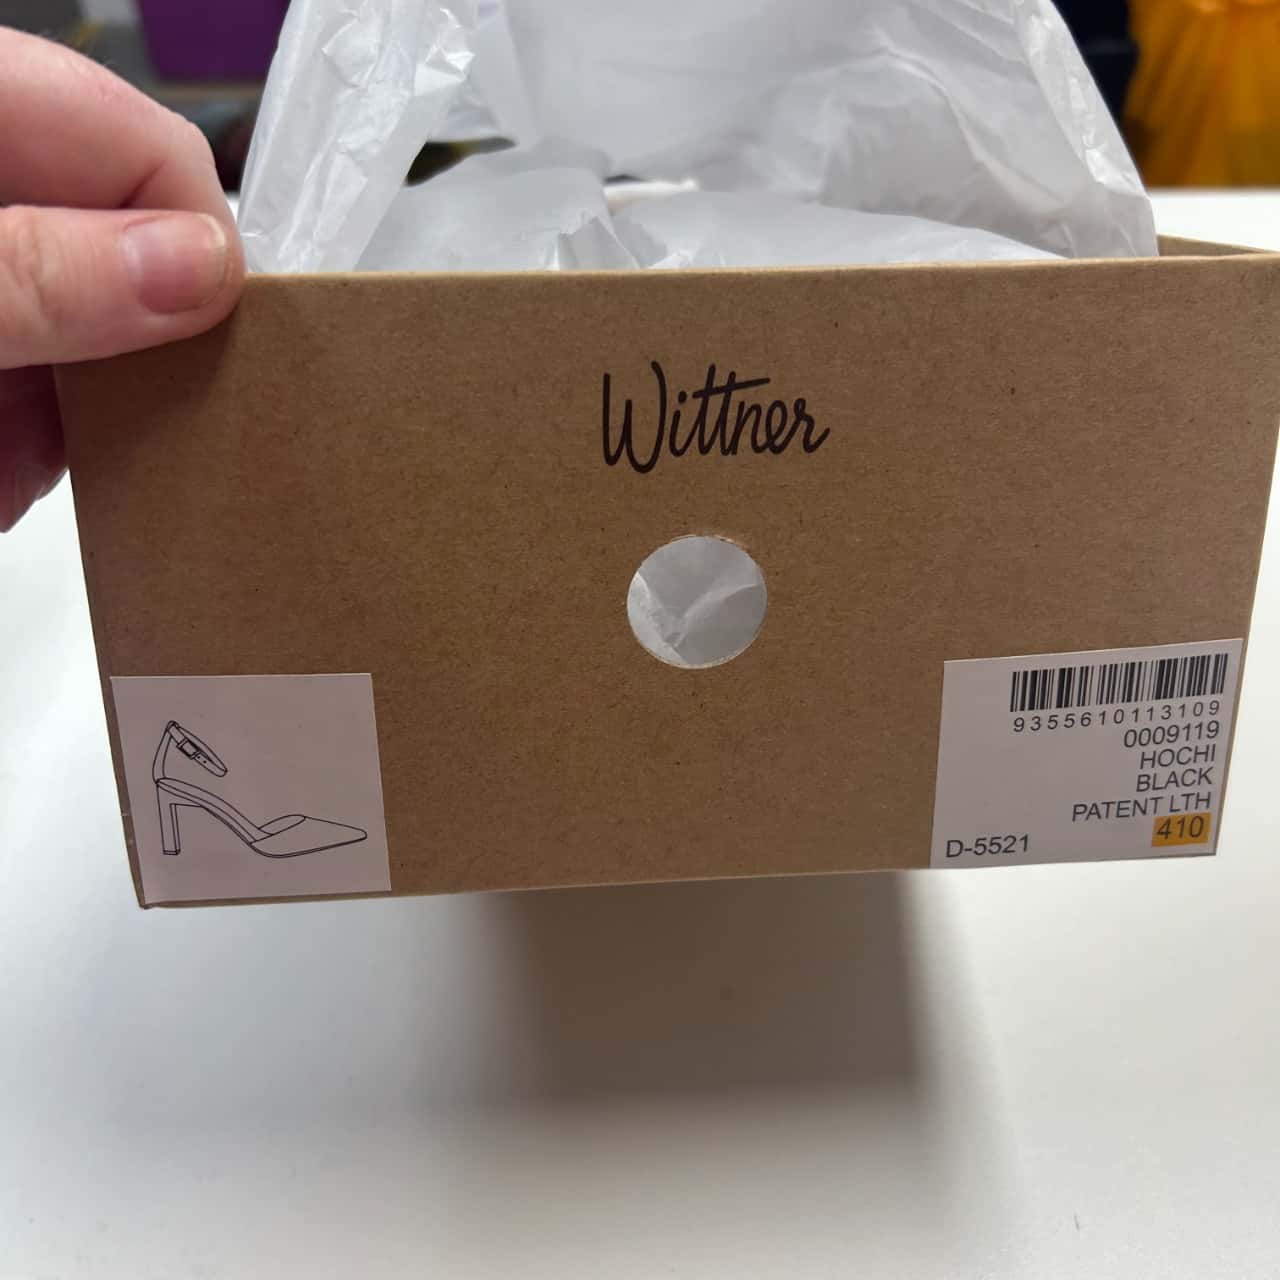 Wittner
9355610113109
0009119
HOCHI
BLACK
PATENT LTH
410
D-5521